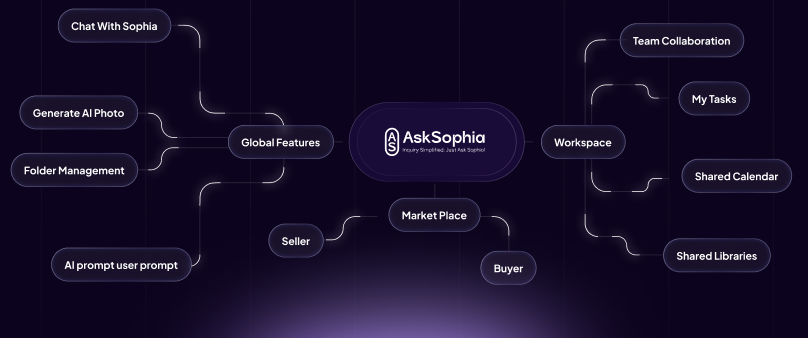 Chat With Sophia
Team Collaboration
My Tasks
Generate AI Photo
Global Features
AS
AskSophia
Inquiry Simplified: Just Ask Sophia!
Workspace
Folder Management
Shared Calendar
Market Place
Seller
Shared Libraries
AI prompt user prompt
Buyer